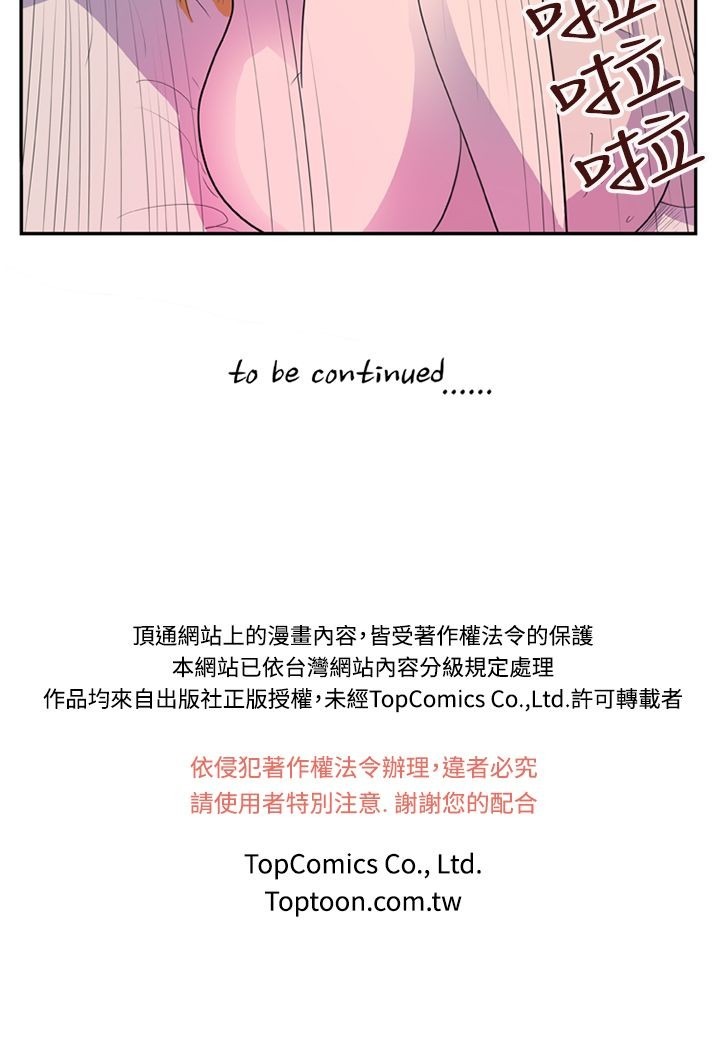 啦
啦
啦
to be continued......
頂通網站上的漫畫內容，皆受著作權法令的保護
本網站已依台灣網站內容分級規定處理
作品均來自出版社正版授權，未經TopComics Co.,Ltd.許可轉載者
依侵犯著作權法令辦理，違者必究
請使用者特別注意. 謝謝您的配合
TopComics Co., Ltd.
Toptoon.com.tw